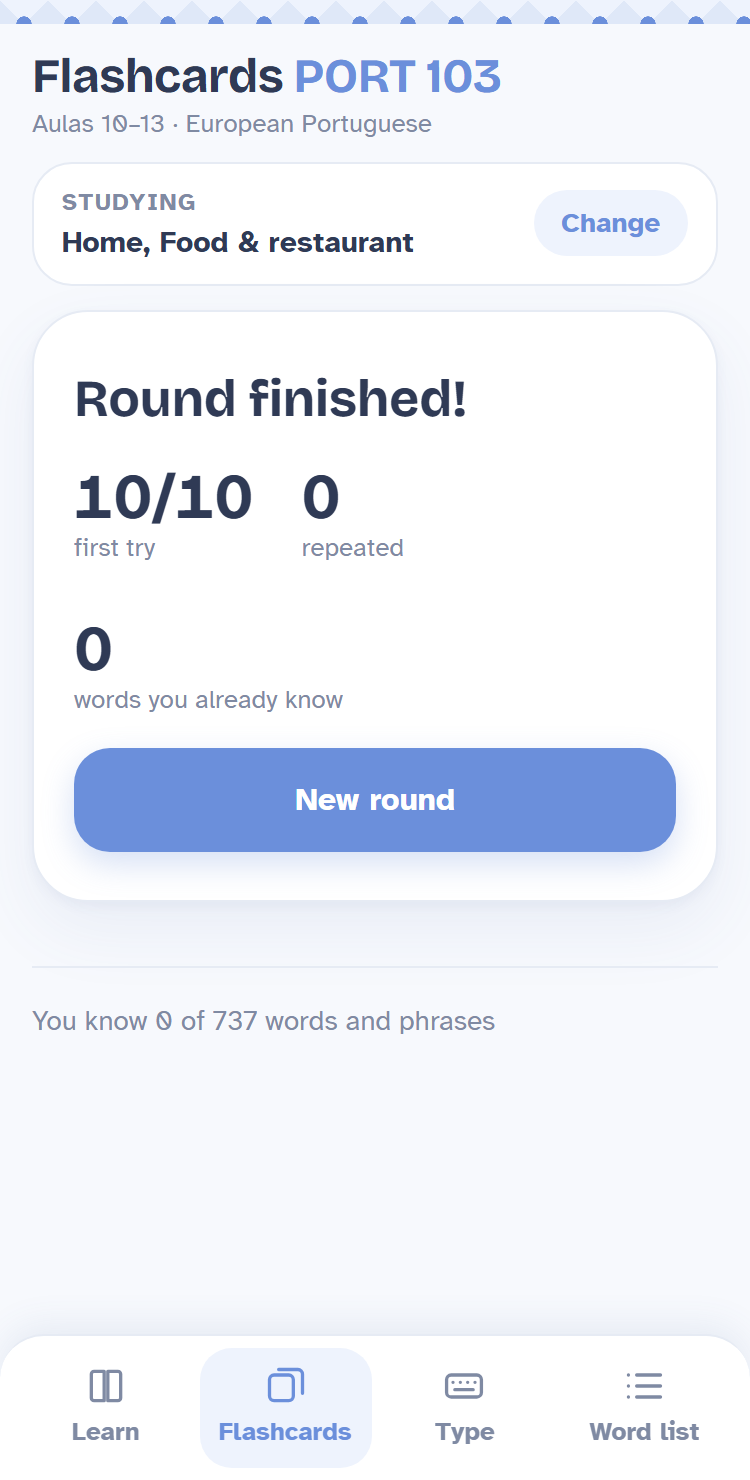 Flashcards PORT 103
Aulas 10–13 · European Portuguese
STUDYING
Home, Food & restaurant
Change
Round finished!
10/10
first try
0
repeated
0
words you already know
New round
You know 0 of 737 words and phrases
Learn
Flashcards
Type
Word list